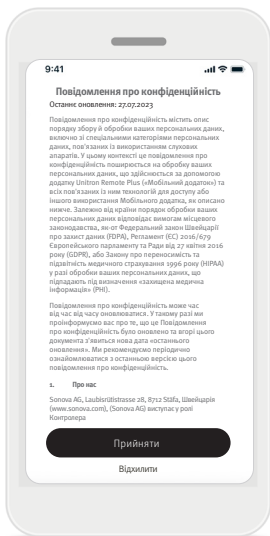 9:41
Повідомлення про конфіденційність
Останнє оновлення: 27.07.2023
Повідомлення про конфіденційність містить опис
порядку збору й обробки ваших персональних даних,
включно зі спеціальними категоріями персональних
даних, пов'язаних із використанням слухових
апаратів. У цьому контексті це повідомлення про
конфіденційність поширюється на обробку ваших
персональних даних, що здійснюється за допомогою
додатку Unitron Remote Plus («Мобільний додаток») та
всіх пов'язаних із ним технологій для доступу або
іншого використання Мобільного додатка, як описано
нижче. Залежно від країни порядок обробки ваших
персональних даних відповідає вимогам місцевого
законодавства, як-от Федеральний закон Швейцарії
про захист даних (FDPA), Регламент (ЕС) 2016/679
Європейського парламенту та Ради від 27 квітня 2016
року (GDPR), або Закону про переносимість та
підзвітність медичного страхування 1996 року (HIPAA)
у разі обробки ваших персональних даних, що
підпадають під визначення «захищена медична
інформація» (PHI).
Повідомлення про конфіденційність може час
від часу від часу оновлюватися. У такому разі ми
проінформуємо вас про те, що це Повідомлення
про конфіденційність було оновлено та вгорі цього
документа з'явиться нова дата «останнього
оновлення». Ми рекомендуємо періодично
ознайомлюватися з останньою версією цього
повідомлення про конфіденційність.
1. Про нас
Sonova AG, Laubisrütistrasse 28, 8712 Stäfa, Швейцарія
(www.sonova.com), (Sonova AG) виступає у ролі
Контролера
Прийняти
Відхилити